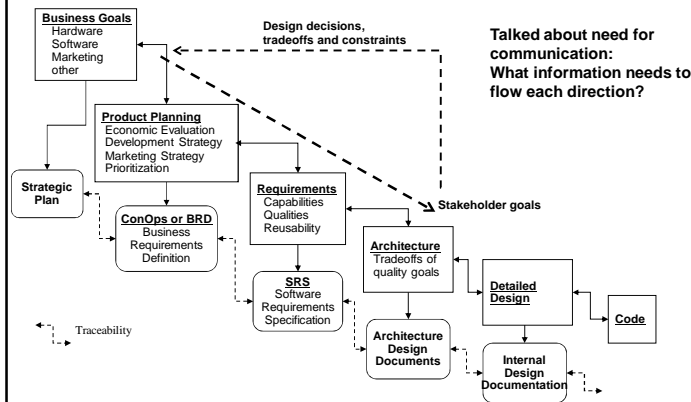 Business Goals
Hardware
Software
Marketing
other
Design decisions,
tradeoffs and constraints
Talked about need for
communication:
What information needs to
flow each direction?
Product Planning
Economic Evaluation
Development Strategy
Marketing Strategy
Prioritization
Strategic
Plan
Requirements
Capabilities
Qualities
Reusability
Stakeholder goals
ConOps or BRD
Business
Requirements
Definition
Architecture
Tradeoffs of
quality goals
SRS
Software
Requirements
Specification
Detailed
Design
Code
Traceability
Architecture
Design
Documents
Internal
Design
Documentation